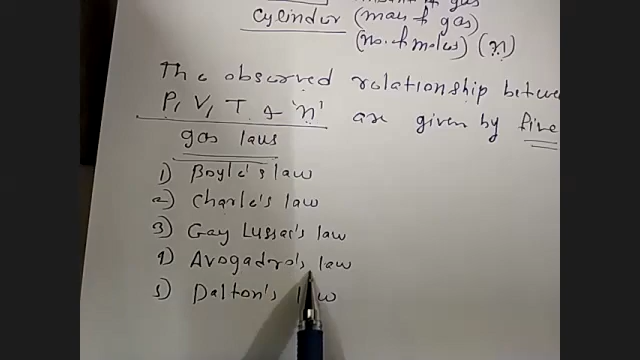 of gas
Cylinder (mass of gas)
(no. of moles) (n)
The observed relationship betwe
P, V, T & 'n' are given by five
gas laws
1) Boyle's law
2) Charle's law
3) Gay Lussac's law
4) Avogadro's law
5) Dalton's law